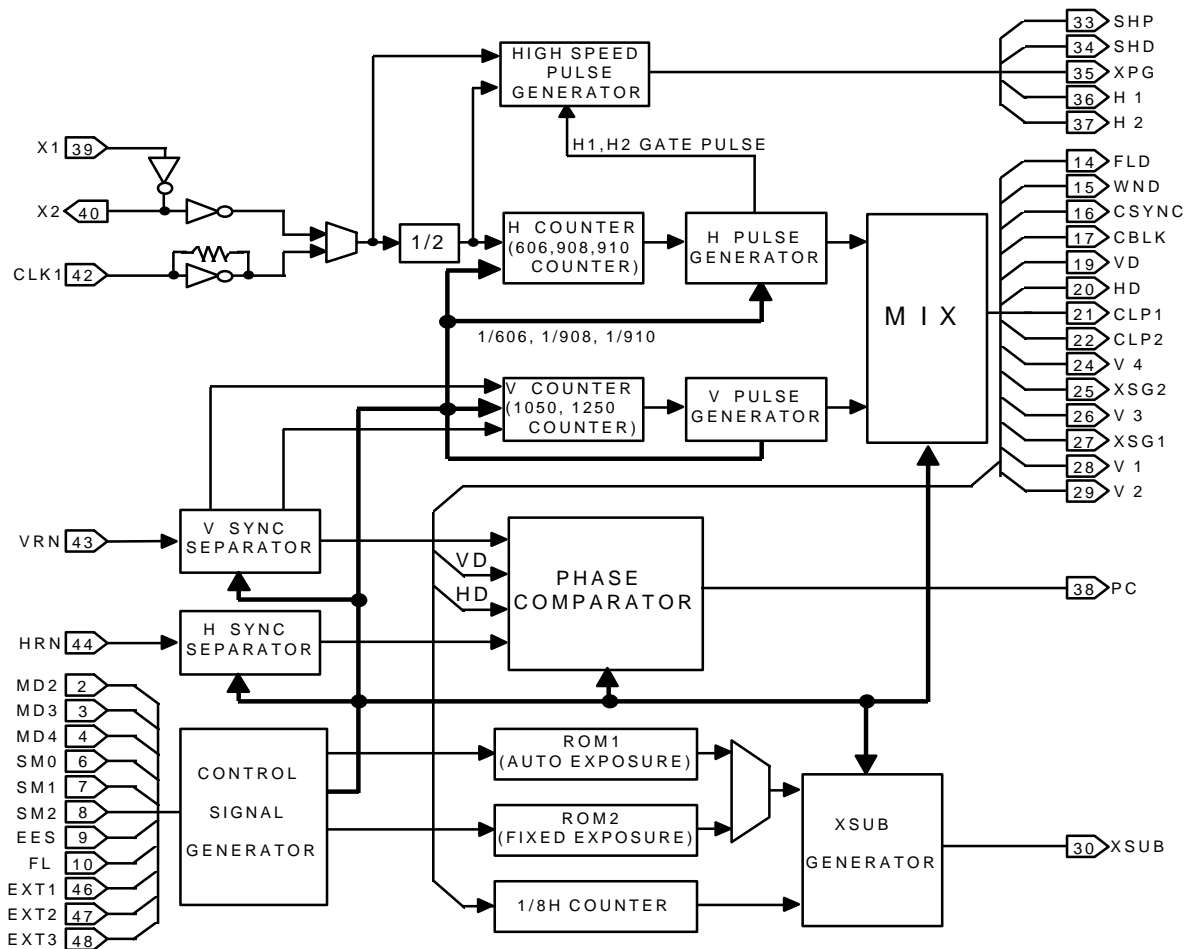 33 SHP
34 SHD
35 XPG
36 H 1
37 H 2
HIGH SPEED
PULSE
GENERATOR
H1,H2 GATE PULSE
X1 39
X2 40
CLK1 42
1/2
H COUNTER
(606,908,910
COUNTER)
H PULSE
GENERATOR
1/606, 1/908, 1/910
V COUNTER
(1050, 1250
COUNTER)
V PULSE
GENERATOR
MIX
14 FLD
15 WND
16 CSYNC
17 CBLK
19 VD
20 HD
21 CLP1
22 CLP2
24 V 4
25 XSG2
26 V 3
27 XSG1
28 V 1
29 V 2
VRN 43
V SYNC
SEPARATOR
VD
HD
PHASE
COMPARATOR
38 PC
HRN 44
H SYNC
SEPARATOR
MD2 2
MD3 3
MD4 4
SM0 6
SM1 7
SM2 8
EES 9
FL 10
EXT1 46
EXT2 47
EXT3 48
CONTROL
SIGNAL
GENERATOR
ROM1
(AUTO EXPOSURE)
ROM2
(FIXED EXPOSURE)
1/8H COUNTER
XSUB
GENERATOR
30 XSUB